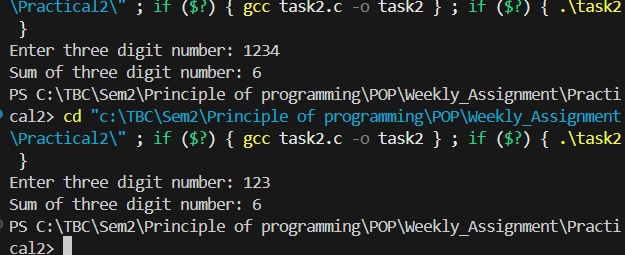 \Practical2\" ; if ($?) { gcc task2.c -o task2 } ; if ($?) { .\task2
}
Enter three digit number: 1234
Sum of three digit number: 6
PS C:\TBC\Sem2\Principle of programming\POP\Weekly_Assignment\Practi
cal2> cd "c:\TBC\Sem2\Principle of programming\POP\Weekly_Assignment
\Practical2\" ; if ($?) { gcc task2.c -o task2 } ; if ($?) { .\task2
}
Enter three digit number: 123
Sum of three digit number: 6
PS C:\TBC\Sem2\Principle of programming\POP\Weekly_Assignment\Practi
cal2>